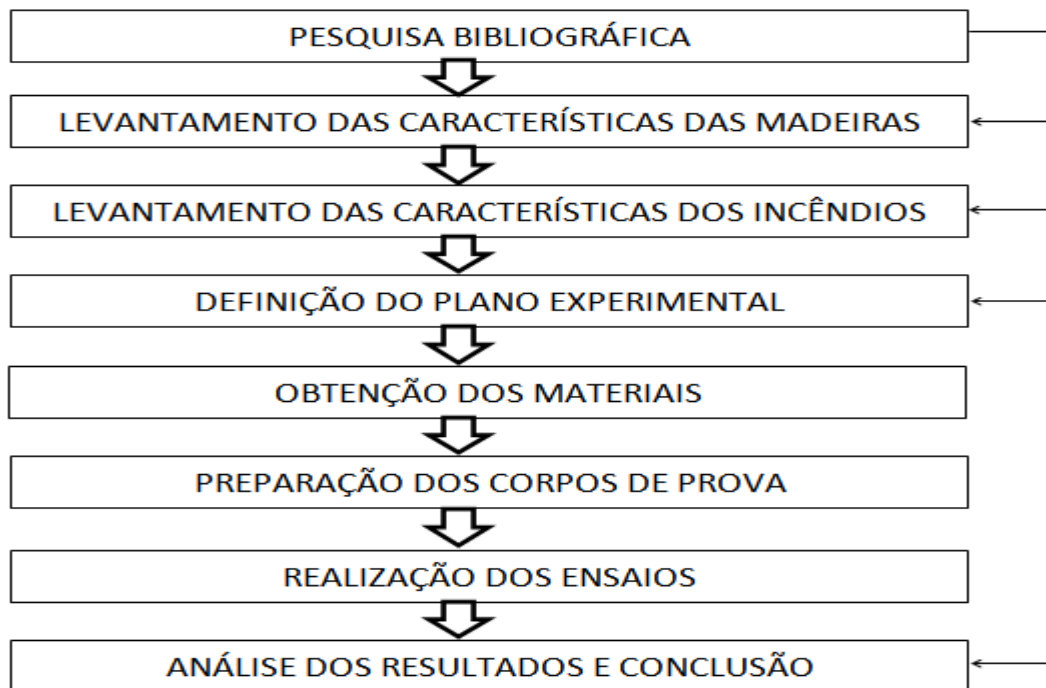 PESQUISA BIBLIOGRÁFICA
LEVANTAMENTO DAS CARACTERÍSTICAS DAS MADEIRAS
LEVANTAMENTO DAS CARACTERÍSTICAS DOS INCÊNDIOS
DEFINIÇÃO DO PLANO EXPERIMENTAL
OBTENÇÃO DOS MATERIAIS
PREPARAÇÃO DOS CORPOS DE PROVA
REALIZAÇÃO DOS ENSAIOS
ANÁLISE DOS RESULTADOS E CONCLUSÃO